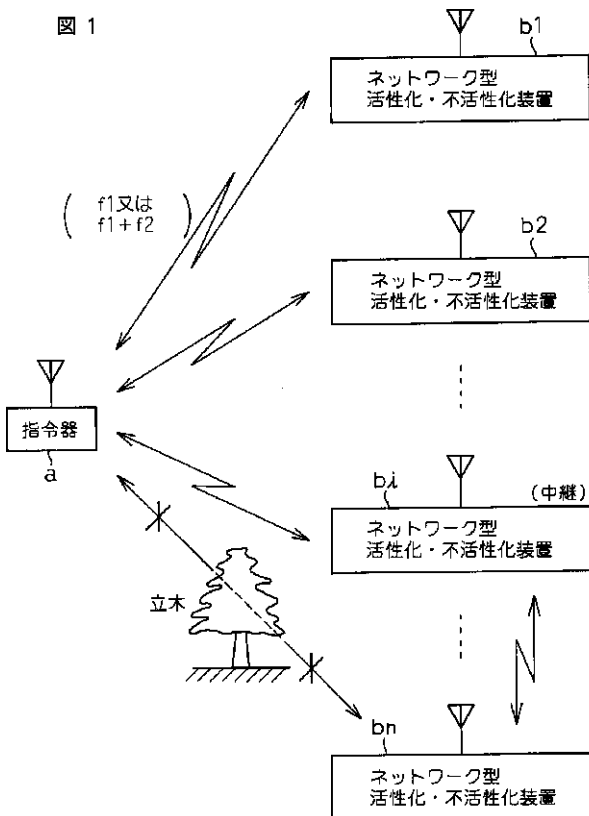 図 1
b1
ネットワーク型
活性化・不活性化装置
( f1又は
f1+f2 )
b2
ネットワーク型
活性化・不活性化装置
指令器
a
bi
(中継)
ネットワーク型
活性化・不活性化装置
立木
bn
ネットワーク型
活性化・不活性化装置